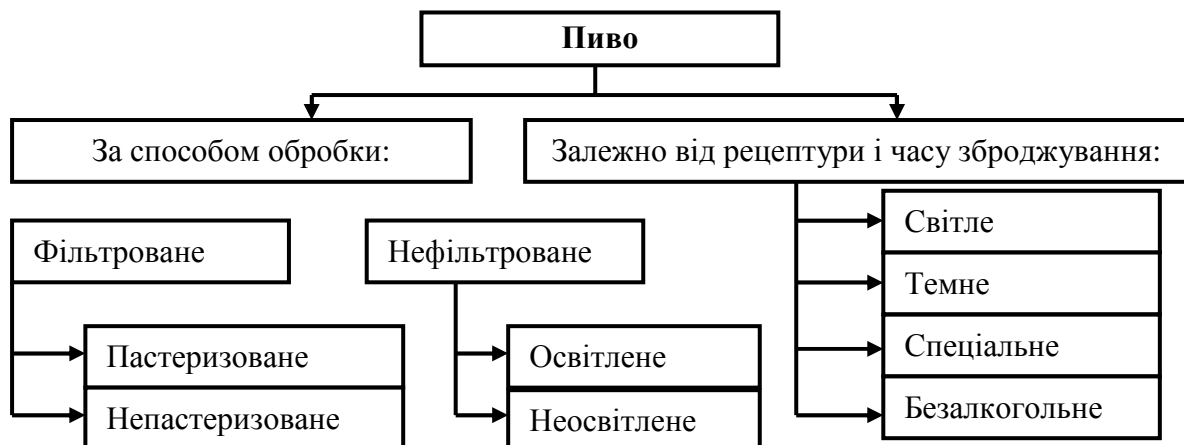 Пиво
За способом обробки:
Залежно від рецептури і часу зброджування:
Фільтроване
Пастеризоване
Непастеризоване
Нефільтроване
Освітлене
Неосвітлене
Світле
Темне
Спеціальне
Безалкогольне